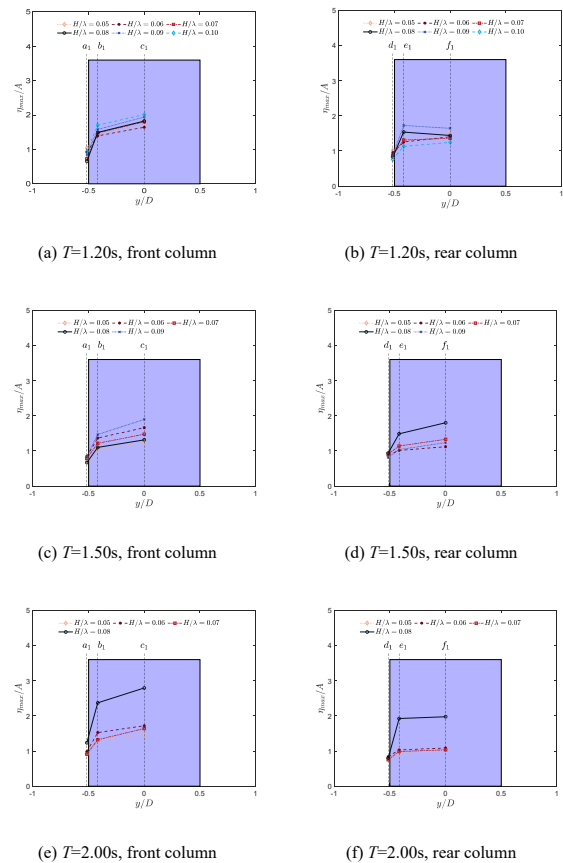 H/λ = 0.05 H/λ = 0.06 H/λ = 0.07
H/λ = 0.08 H/λ = 0.09 H/λ = 0.10
a₁ b₁ c₁
η_max/A
5
4
3
2
1
0
-1 -0.5 0 0.5 1
y/D
(a) T=1.20s, front column
H/λ = 0.05 H/λ = 0.06 H/λ = 0.07
H/λ = 0.08 H/λ = 0.09 H/λ = 0.10
d₁ e₁ f₁
η_max/A
5
4
3
2
1
0
-1 -0.5 0 0.5 1
y/D
(b) T=1.20s, rear column
H/λ = 0.05 H/λ = 0.06 H/λ = 0.07
H/λ = 0.08 H/λ = 0.09
a₁ b₁ c₁
η_max/A
5
4
3
2
1
0
-1 -0.5 0 0.5 1
y/D
(c) T=1.50s, front column
H/λ = 0.05 H/λ = 0.06 H/λ = 0.07
H/λ = 0.08 H/λ = 0.09
d₁ e₁ f₁
η_max/A
5
4
3
2
1
0
-1 -0.5 0 0.5 1
y/D
(d) T=1.50s, rear column
H/λ = 0.05 H/λ = 0.06 H/λ = 0.07
H/λ = 0.08
a₁ b₁ c₁
η_max/A
5
4
3
2
1
0
-1 -0.5 0 0.5 1
y/D
(e) T=2.00s, front column
H/λ = 0.05 H/λ = 0.06 H/λ = 0.07
H/λ = 0.08
d₁ e₁ f₁
η_max/A
5
4
3
2
1
0
-1 -0.5 0 0.5 1
y/D
(f) T=2.00s, rear column